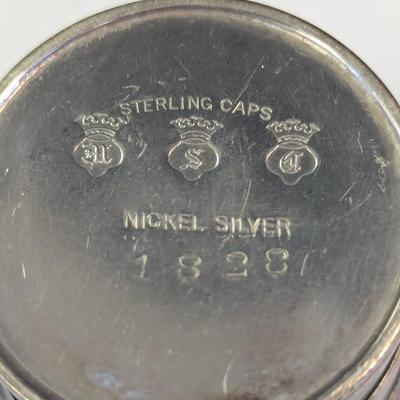 STERLING CAPS
U S C
NICKEL SILVER
1828